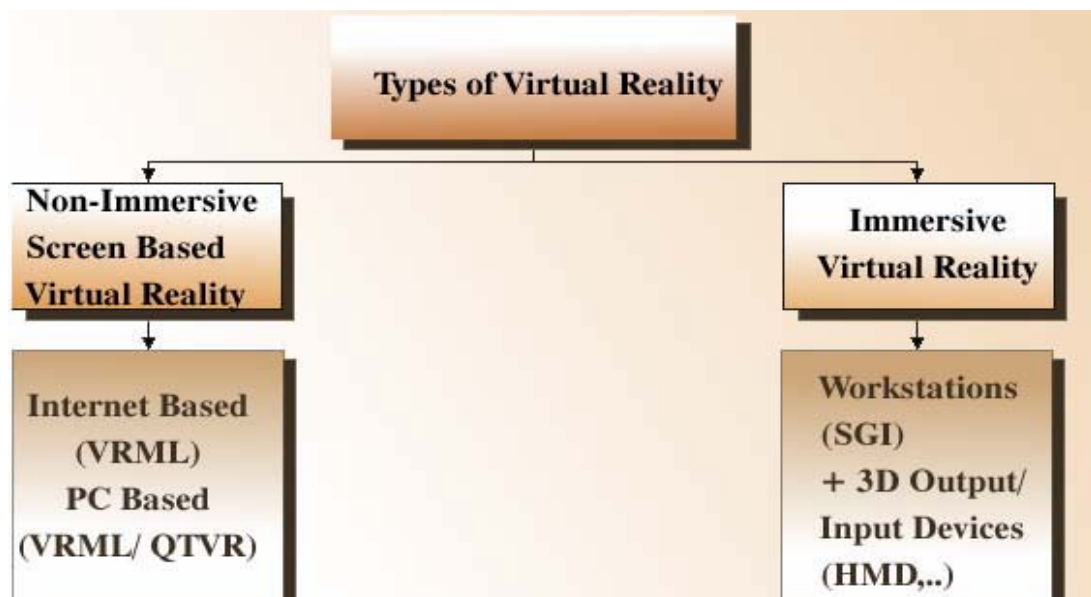 Types of Virtual Reality
Non-Immersive
Screen Based
Virtual Reality
Immersive
Virtual Reality
Internet Based
(VRML)
PC Based
(VRML/ QTVR)
Workstations
(SGI)
+ 3D Output/
Input Devices
(HMD,..)